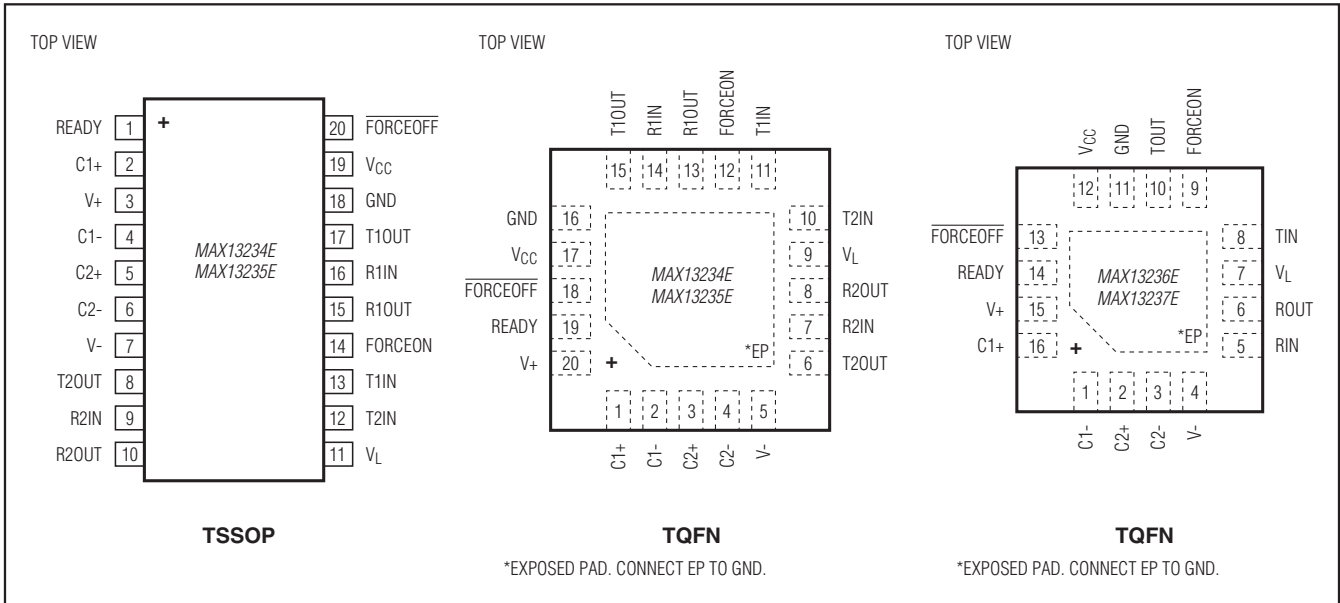 TOP VIEW
READY 1 + 20 FORCEOFF
C1+ 2 19 VCC
V+ 3 18 GND
C1- 4 17 T1OUT
C2+ 5 16 R1IN
C2- 6 15 R1OUT
V- 7 14 FORCEON
T2OUT 8 13 T1IN
R2IN 9 12 T2IN
R2OUT 10 11 VL
MAX13234E
MAX13235E
TSSOP
TOP VIEW
T1OUT R1IN R1OUT FORCEON T1IN
15 14 13 12 11
GND 16 10 T2IN
VCC 17 9 VL
FORCEOFF 18 8 R2OUT
READY 19 7 R2IN
V+ 20 + 6 T2OUT
MAX13234E
MAX13235E
*EP
1 2 3 4 5
C1+ C1- C2+ C2- V-
TQFN
*EXPOSED PAD. CONNECT EP TO GND.
TOP VIEW
VCC GND TOUT FORCEON
12 11 10 9
FORCEOFF 13 8 TIN
READY 14 7 VL
V+ 15 6 ROUT
C1+ 16 + 5 RIN
MAX13236E
MAX13237E
*EP
1 2 3 4
C1- C2+ C2- V-
TQFN
*EXPOSED PAD. CONNECT EP TO GND.